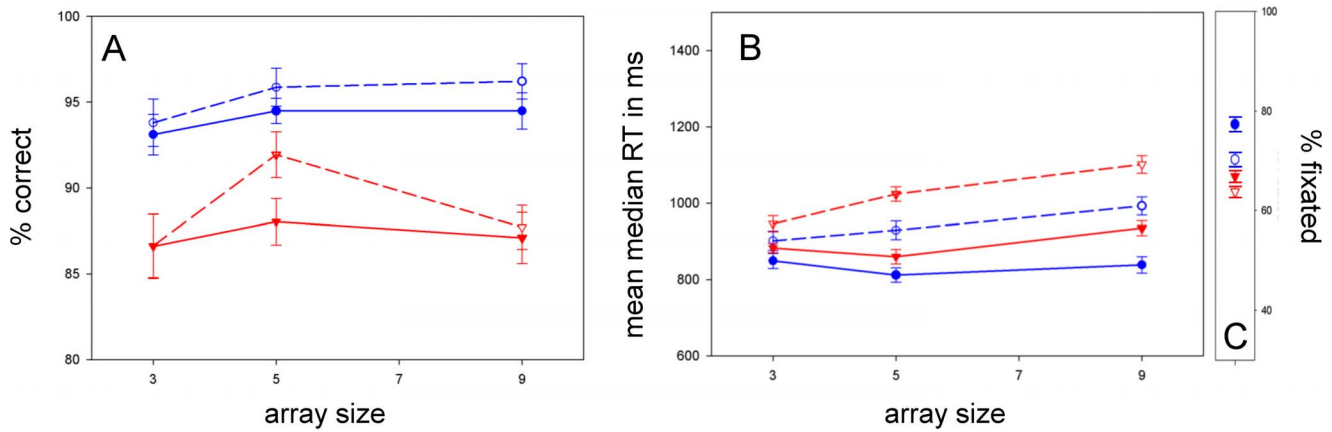 A
% correct
100
95
90
85
80
3 5 7 9
array size
B
mean median RT in ms
1400
1200
1000
800
600
3 5 7 9
array size
C
100
80
60
40
% fixated